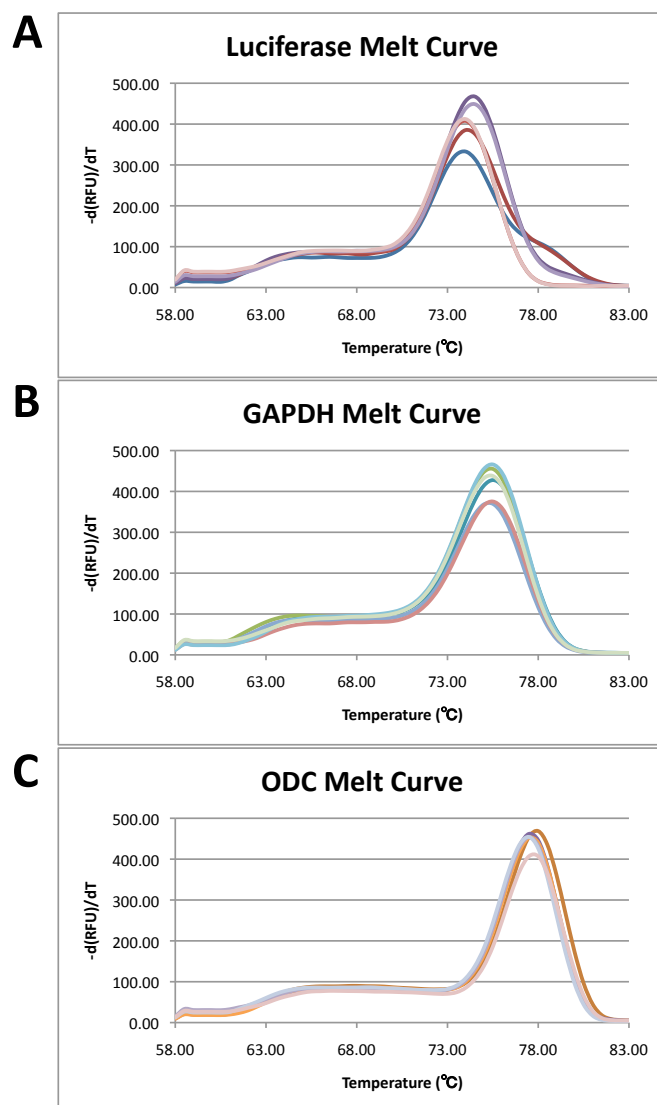 A
Luciferase Melt Curve
-d(RFU)/dT
500.00
400.00
300.00
200.00
100.00
0.00
58.00 63.00 68.00 73.00 78.00 83.00
Temperature (℃)
B
GAPDH Melt Curve
-d(RFU)/dT
500.00
400.00
300.00
200.00
100.00
0.00
58.00 63.00 68.00 73.00 78.00 83.00
Temperature (℃)
C
ODC Melt Curve
-d(RFU)/dT
500.00
400.00
300.00
200.00
100.00
0.00
58.00 63.00 68.00 73.00 78.00 83.00
Temperature (℃)